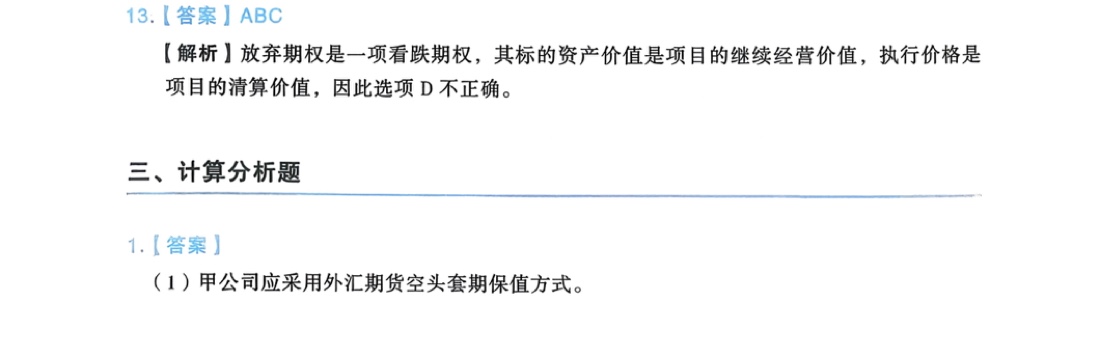 13.【答案】ABC
【解析】放弃期权是一项看跌期权，其标的资产价值是项目的继续经营价值，执行价格是
项目的清算价值，因此选项 D 不正确。
三、计算分析题
1.【答案】
（1）甲公司应采用外汇期货空头套期保值方式。